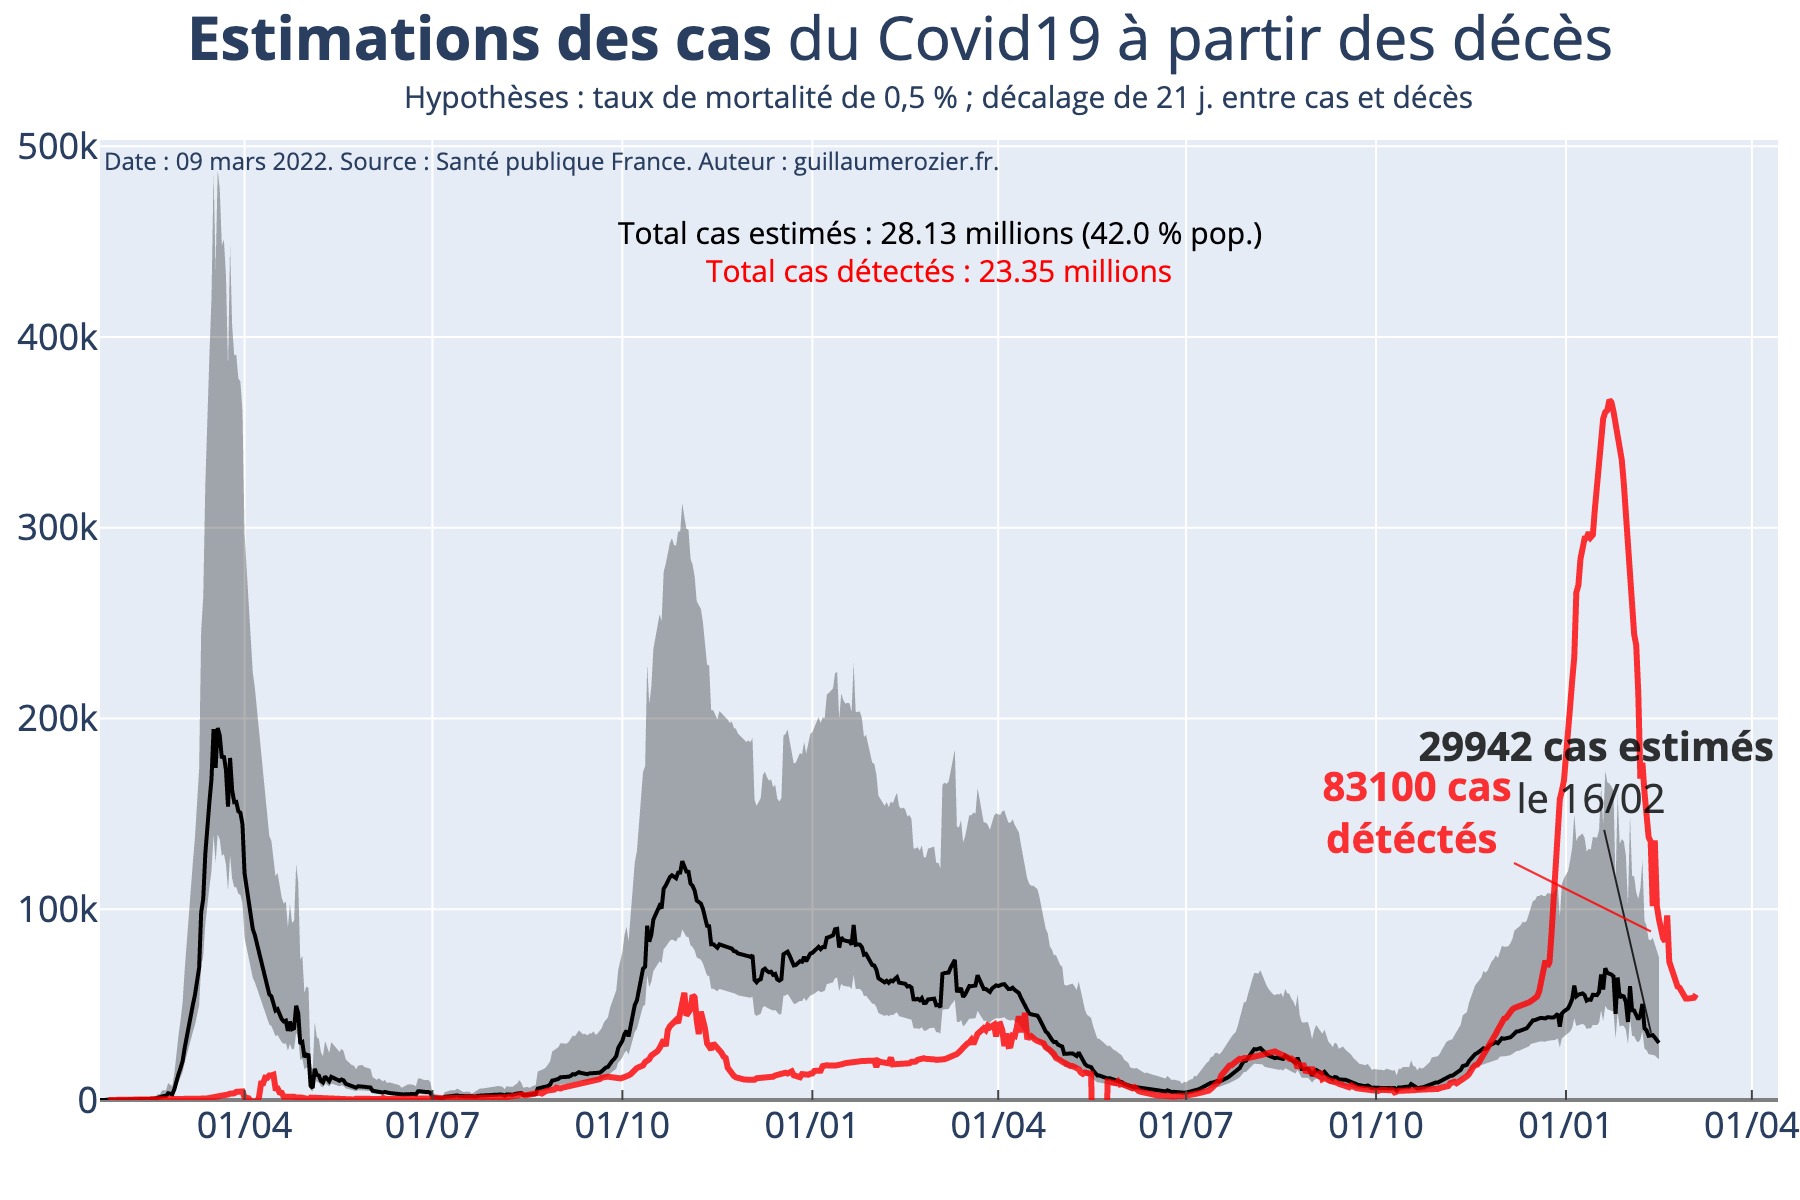 Estimations des cas du Covid19 à partir des décès
Hypothèses : taux de mortalité de 0,5 % ; décalage de 21 j. entre cas et décès
500k
Date : 09 mars 2022. Source : Santé publique France. Auteur : guillaumerozier.fr.
Total cas estimés : 28.13 millions (42.0 % pop.)
Total cas détectés : 23.35 millions
400k
300k
200k
29942 cas estimés
le 16/02
83100 cas
détéctés
100k
0
01/04 01/07 01/10 01/01 01/04 01/07 01/10 01/01 01/04